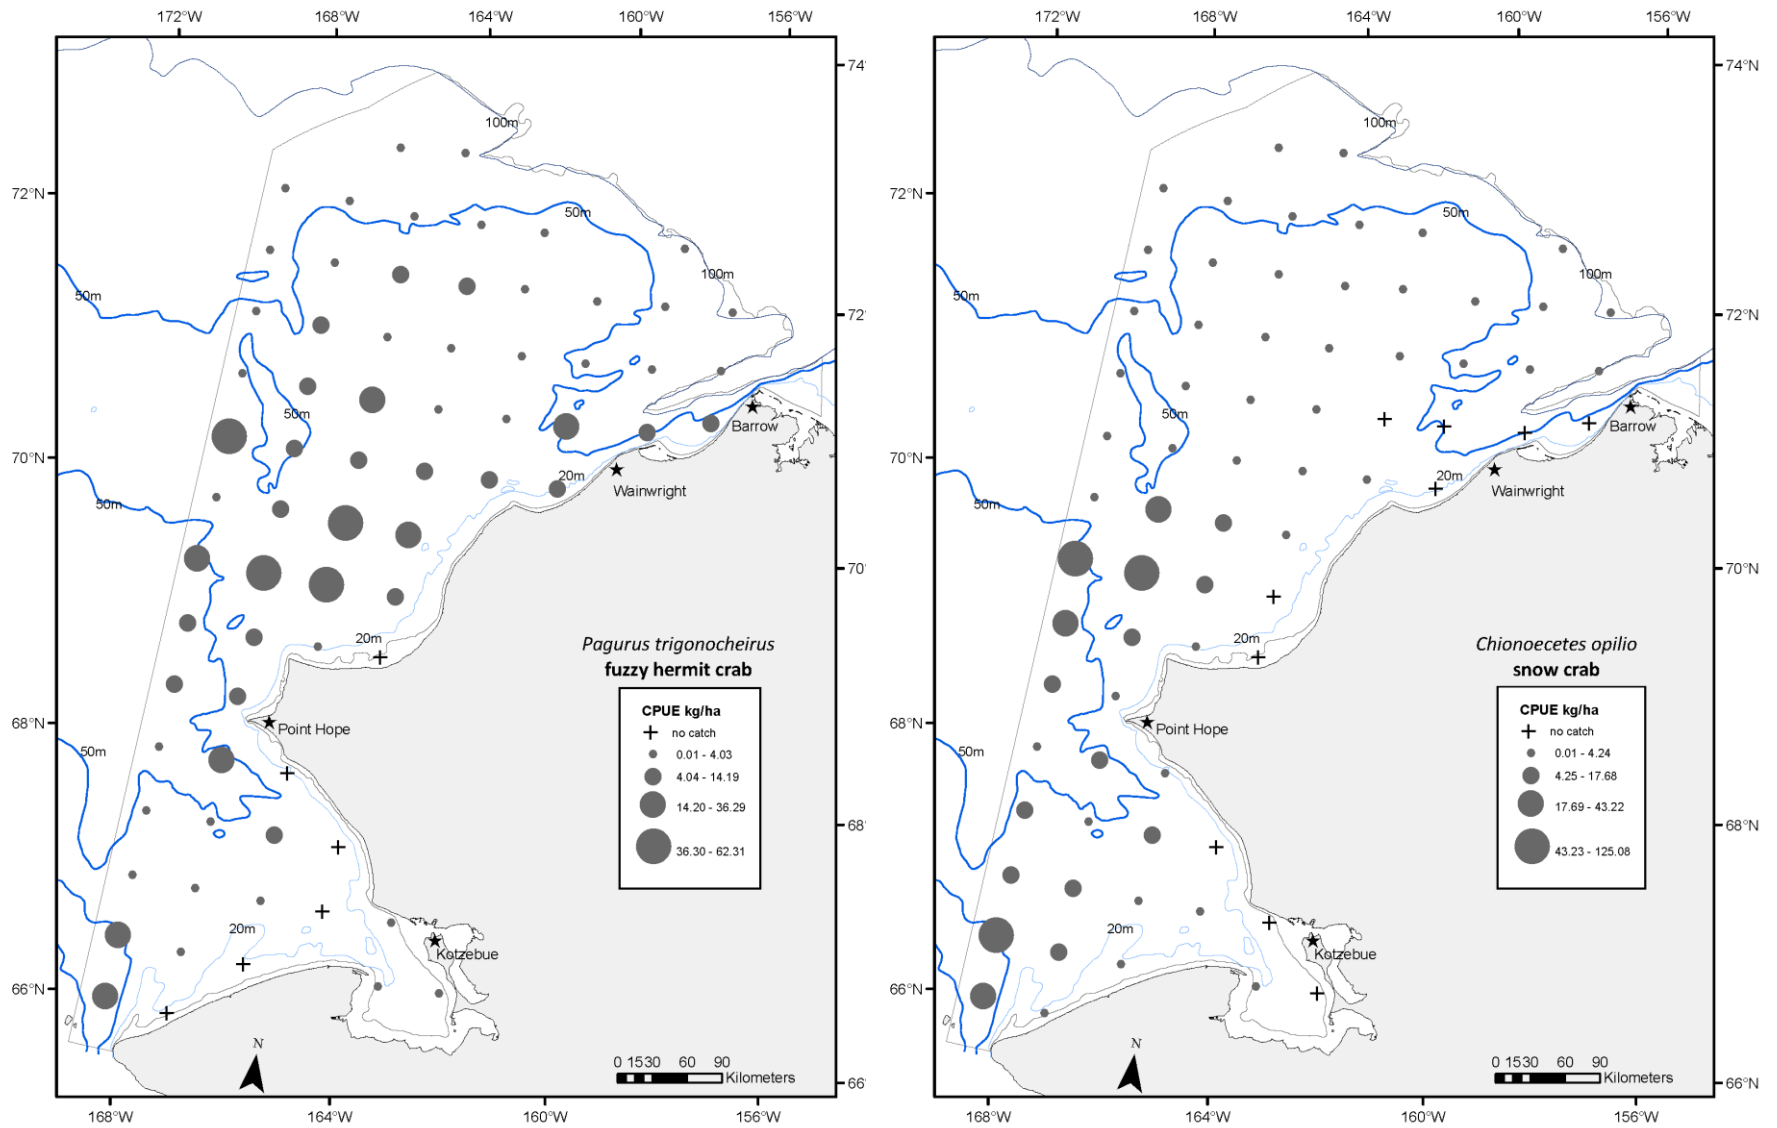 172°W 168°W 164°W 160°W 156°W
74°
100m
72°N
50m
100m
50m
72°
50m
Barrow
70°N
20m
Wainwright
50m
70°
20m
Pagurus trigonocheirus
fuzzy hermit crab
CPUE kg/ha
no catch
0.01 - 4.03
4.04 - 14.19
14.20 - 36.29
36.30 - 62.31
68°N
Point Hope
50m
68°
20m
Kotzebue
66°N
N
0 15 30 60 90
Kilometers
66°
168°W 164°W 160°W 156°W
172°W 168°W 164°W 160°W 156°W
74°N
100m
72°N
50m
100m
50m
72°N
50m
Barrow
70°N
20m
Wainwright
50m
70°N
20m
Chionoecetes opilio
snow crab
CPUE kg/ha
no catch
0.01 - 4.24
4.25 - 17.68
17.69 - 43.22
43.23 - 125.08
68°N
Point Hope
50m
68°N
20m
Kotzebue
66°N
N
0 15 30 60 90
Kilometers
66°N
168°W 164°W 160°W 156°W